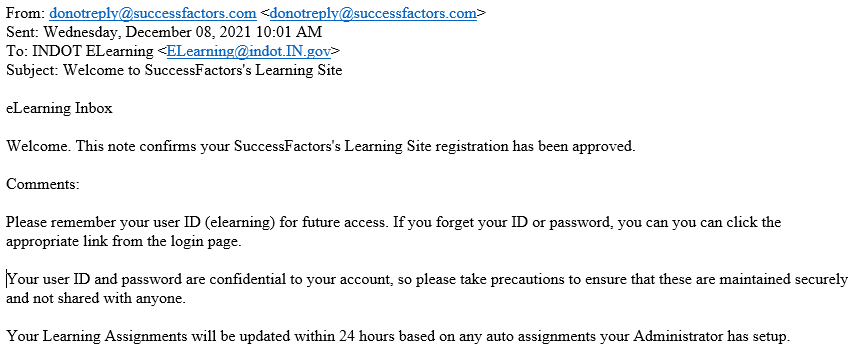 From: donotreply@successfactors.com <donotreply@successfactors.com>
Sent: Wednesday, December 08, 2021 10:01 AM
To: INDOT ELearning <ELearning@indot.IN.gov>
Subject: Welcome to SuccessFactors's Learning Site
eLearning Inbox
Welcome. This note confirms your SuccessFactors's Learning Site registration has been approved.
Comments:
Please remember your user ID (elearning) for future access. If you forget your ID or password, you can you can click the
appropriate link from the login page.
Your user ID and password are confidential to your account, so please take precautions to ensure that these are maintained securely
and not shared with anyone.
Your Learning Assignments will be updated within 24 hours based on any auto assignments your Administrator has setup.